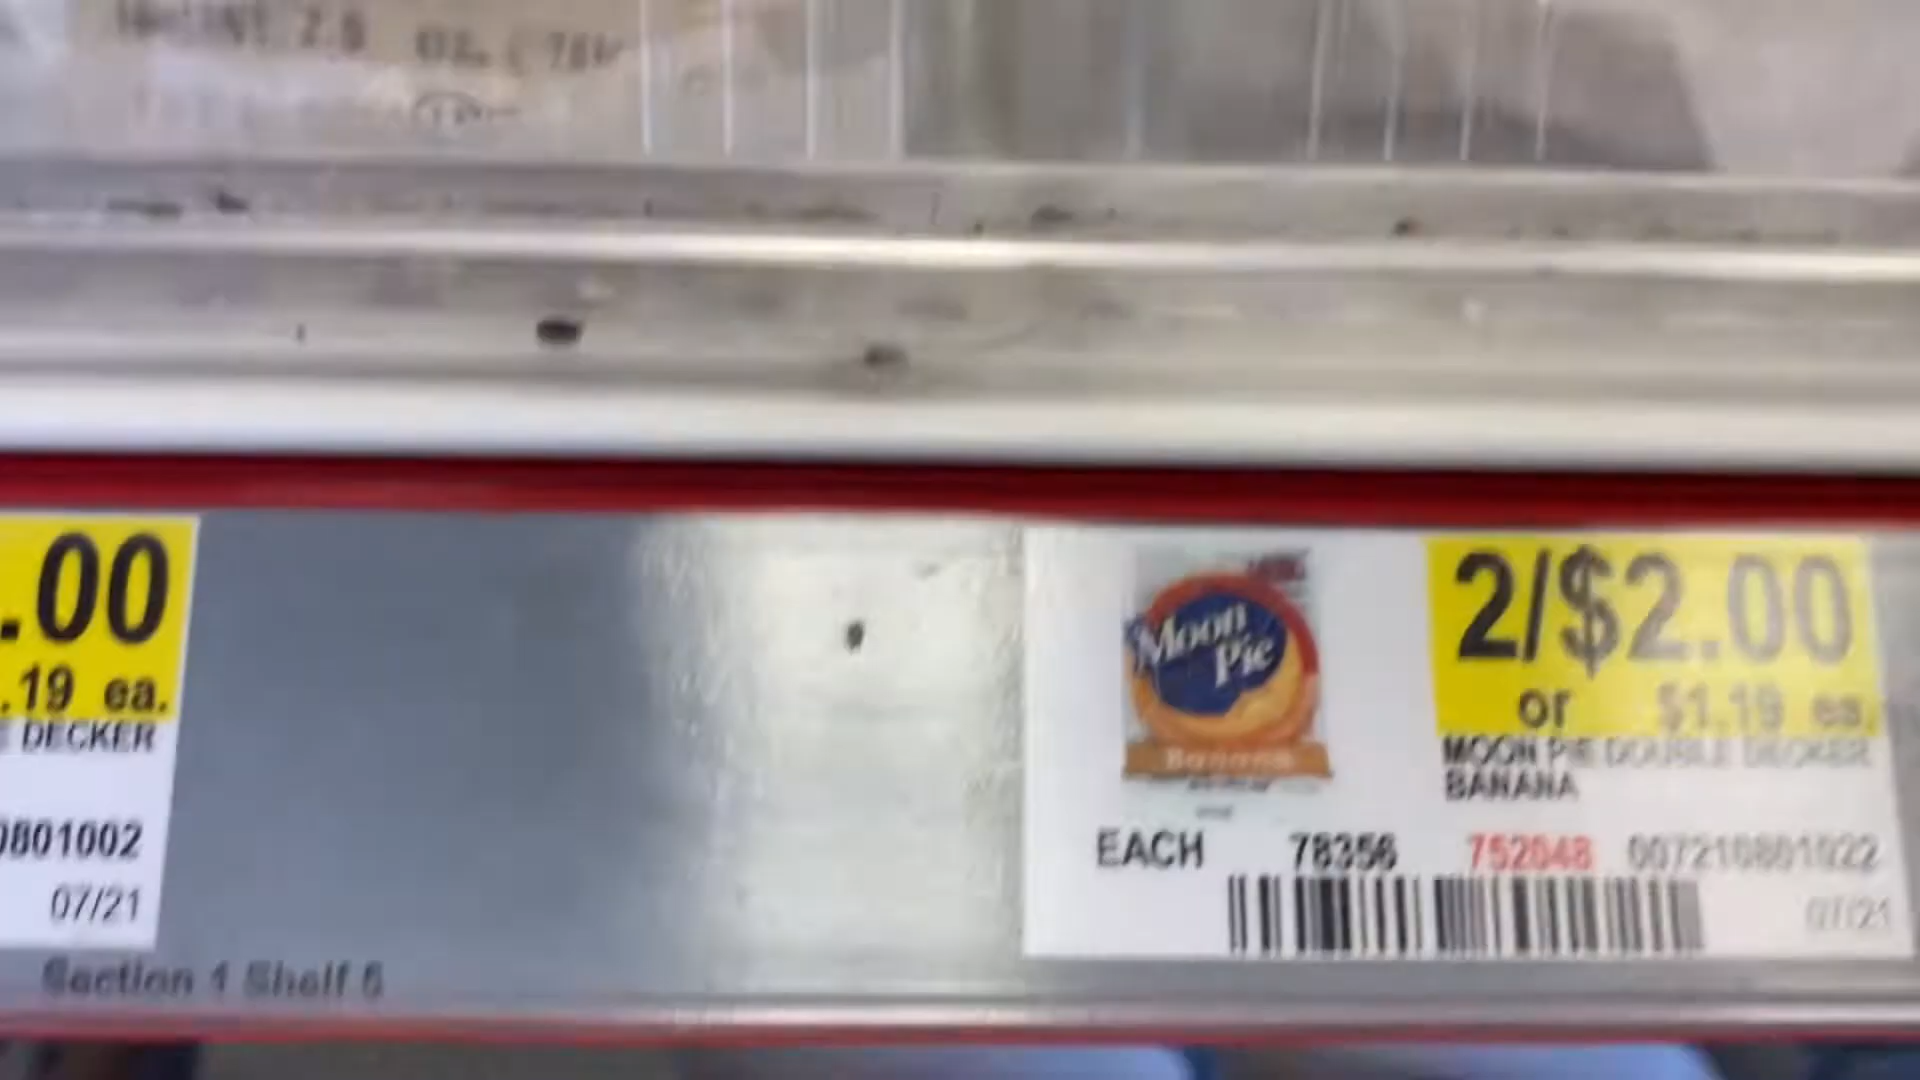 .00
.19 ea.
DECKER
0801002
07/21
Section 1 Shelf 5
Moon
Pie
Banana
2/$2.00
or $1.19 ea.
MOON PIE DOUBLE DECKER
BANANA
EACH 78356 752048 007210801022
07/21